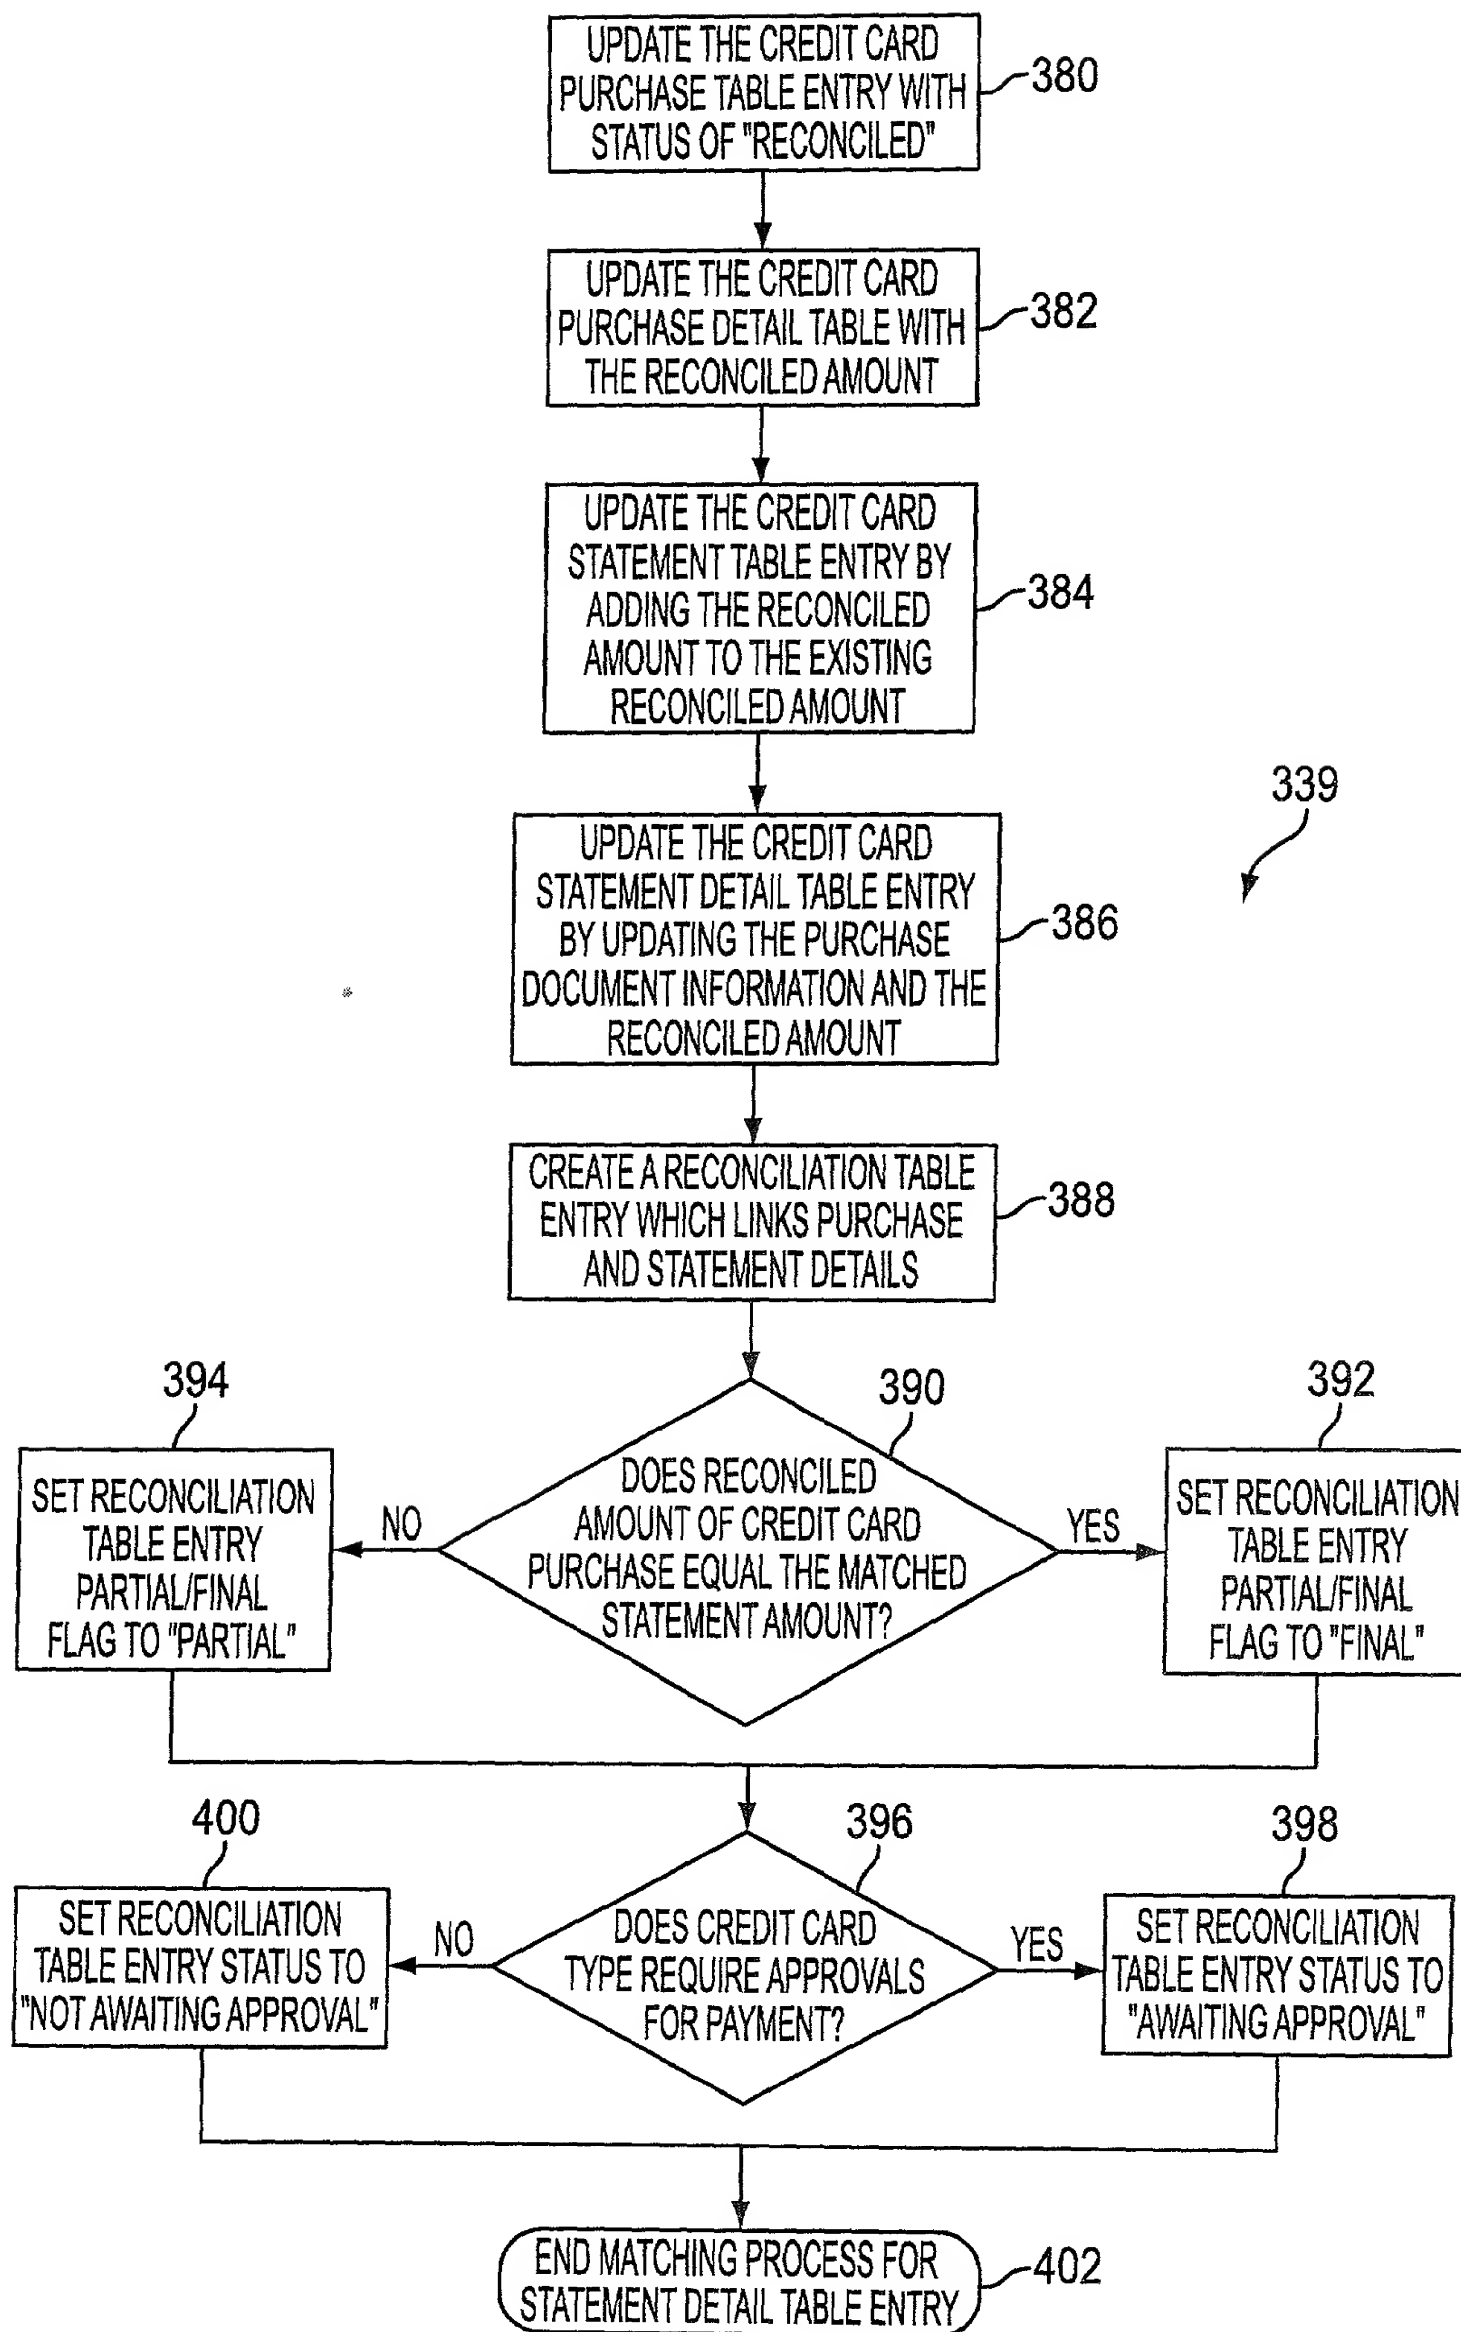 UPDATE THE CREDIT CARD
PURCHASE TABLE ENTRY WITH
STATUS OF "RECONCILED"
380
UPDATE THE CREDIT CARD
PURCHASE DETAIL TABLE WITH
THE RECONCILED AMOUNT
382
UPDATE THE CREDIT CARD
STATEMENT TABLE ENTRY BY
ADDING THE RECONCILED
AMOUNT TO THE EXISTING
RECONCILED AMOUNT
384
339
UPDATE THE CREDIT CARD
STATEMENT DETAIL TABLE ENTRY
BY UPDATING THE PURCHASE
DOCUMENT INFORMATION AND THE
RECONCILED AMOUNT
386
CREATE A RECONCILIATION TABLE
ENTRY WHICH LINKS PURCHASE
AND STATEMENT DETAILS
388
394
SET RECONCILIATION
TABLE ENTRY
PARTIAL/FINAL
FLAG TO "PARTIAL"
NO
390
DOES RECONCILED
AMOUNT OF CREDIT CARD
PURCHASE EQUAL THE MATCHED
STATEMENT AMOUNT?
YES
392
SET RECONCILIATION
TABLE ENTRY
PARTIAL/FINAL
FLAG TO "FINAL"
400
SET RECONCILIATION
TABLE ENTRY STATUS TO
"NOT AWAITING APPROVAL"
NO
396
DOES CREDIT CARD
TYPE REQUIRE APPROVALS
FOR PAYMENT?
YES
398
SET RECONCILIATION
TABLE ENTRY STATUS TO
"AWAITING APPROVAL"
END MATCHING PROCESS FOR
STATEMENT DETAIL TABLE ENTRY
402